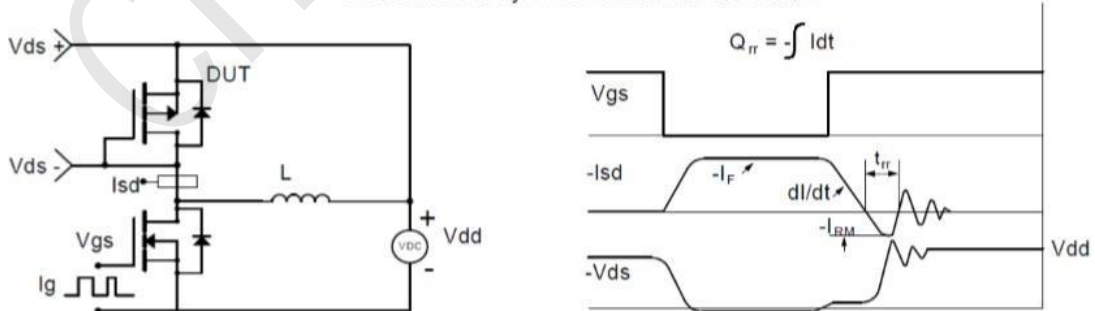 Vds +
DUT
Vds -
Isd
L
Vgs
Ig
+
VDC
-
Vdd
Qrr = -∫ Idt
Vgs
-Isd
-IF
dI/dt
trr
-IRM
Vdd
-Vds